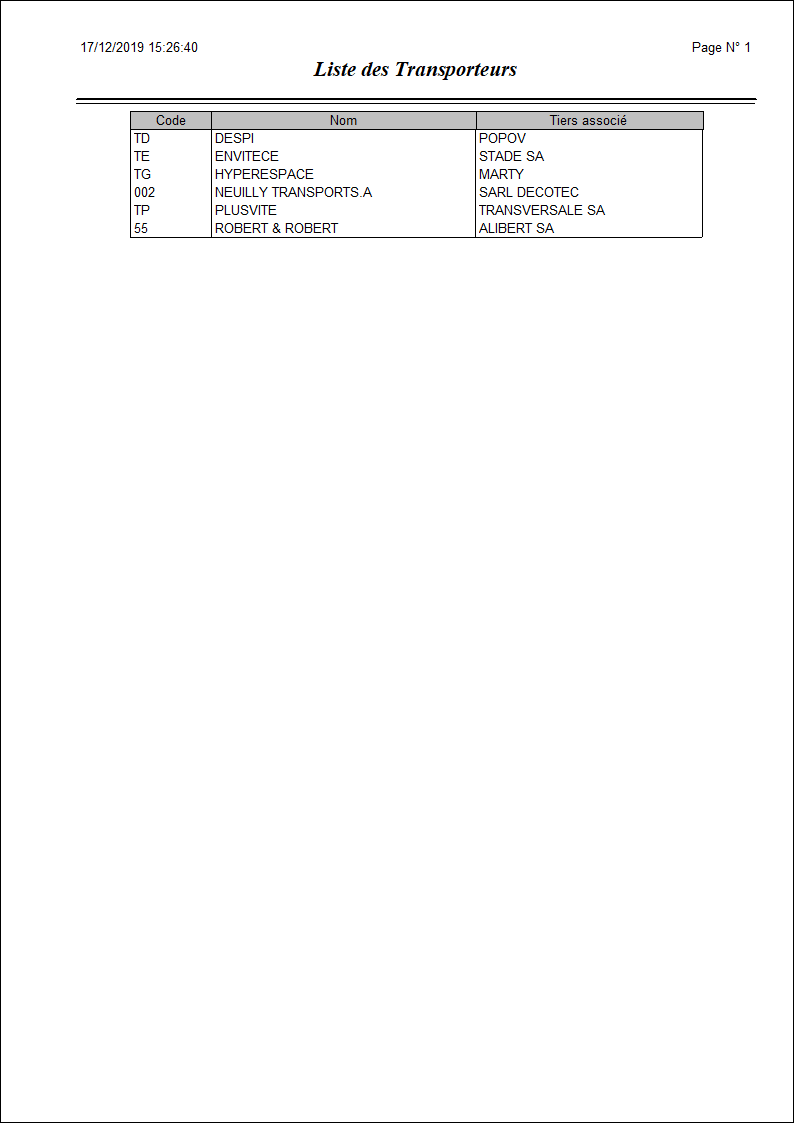 17/12/2019 15:26:40 Page N° 1
Liste des Transporteurs
Code Nom Tiers associé
TD DESPI POPOV
TE ENVITECE STADE SA
TG HYPERESPACE MARTY
002 NEUILLY TRANSPORTS.A SARL DECOTEC
TP PLUSVITE TRANSVERSALE SA
55 ROBERT & ROBERT ALIBERT SA